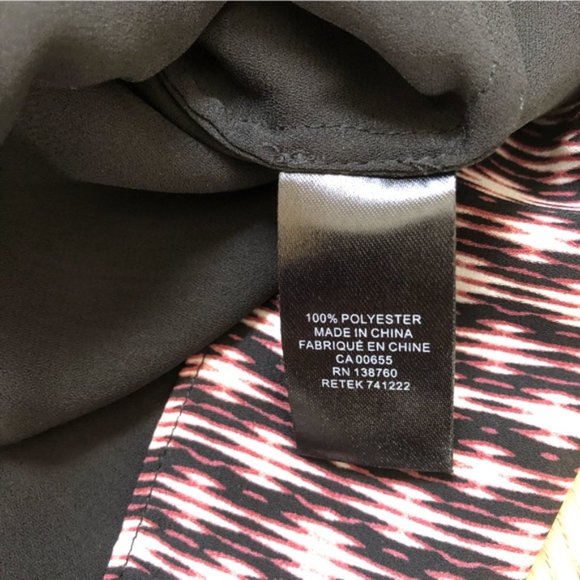 100% POLYESTER
MADE IN CHINA
FABRIQUÉ EN CHINE
CA 00655
RN 138760
RETEK 741222